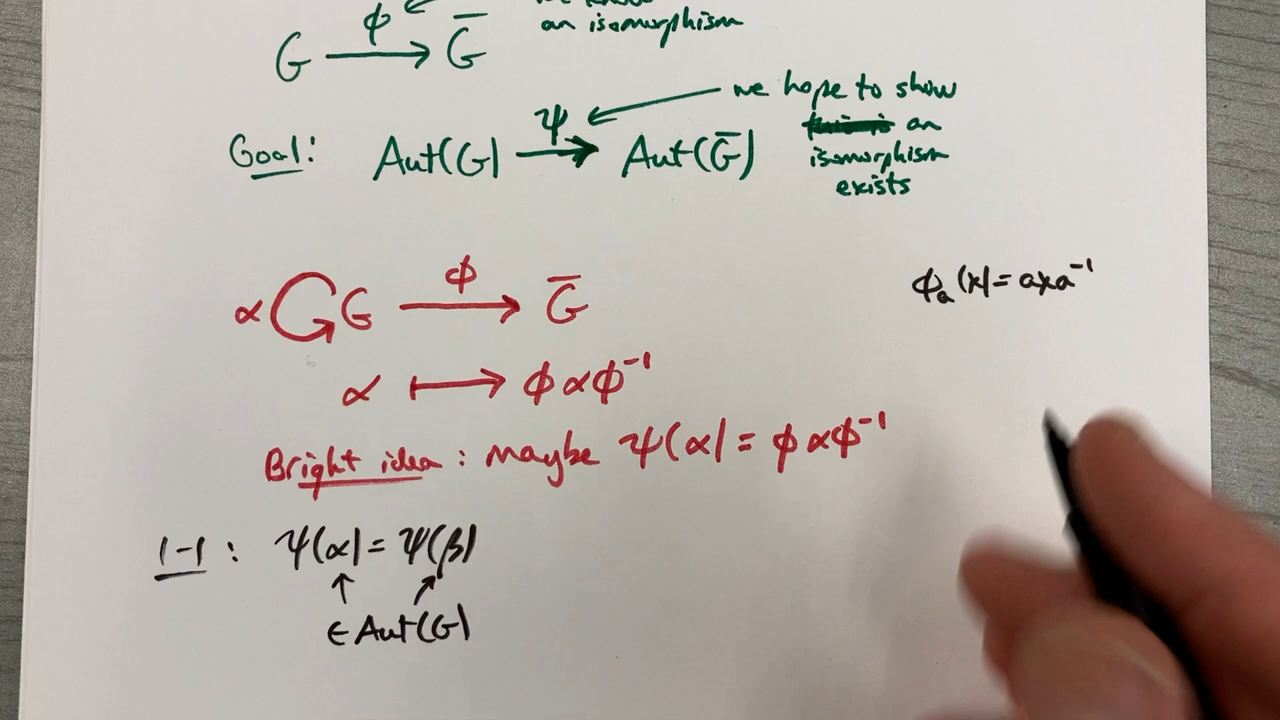 an isomorphism
G ⟶ϕ G̅
we hope to show
Goal: Aut(G) ⟶ψ Aut(G̅) an
isomorphism
exists
α G ⟶ϕ G̅
ϕₐ(x) = axa⁻¹
α ⟼ ϕαϕ⁻¹
Bright idea: maybe ψ(α) = ϕαϕ⁻¹
1-1: ψ(α) = ψ(β)
∈ Aut(G)